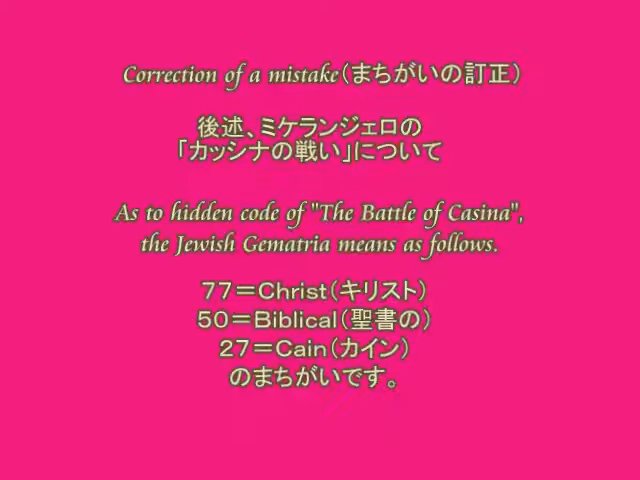 Correction of a mistake(まちがいの訂正)
後述、ミケランジェロの
「カッシナの戦い」について
As to hidden code of "The Battle of Casina",
the Jewish Gematria means as follows.
77＝Christ(キリスト)
50＝Biblical(聖書の)
27＝Cain(カイン)
のまちがいです。